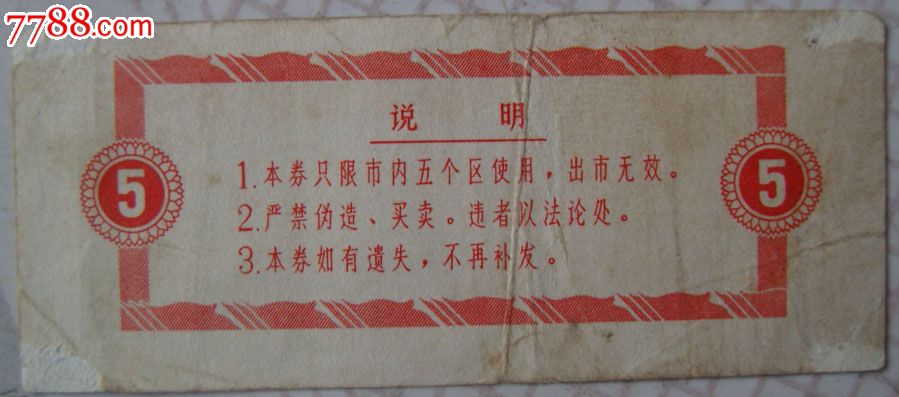 7788.com
说 明
5
1.本券只限市内五个区使用，出市无效。
2.严禁伪造、买卖。违者以法论处。
3.本券如有遗失，不再补发。
5